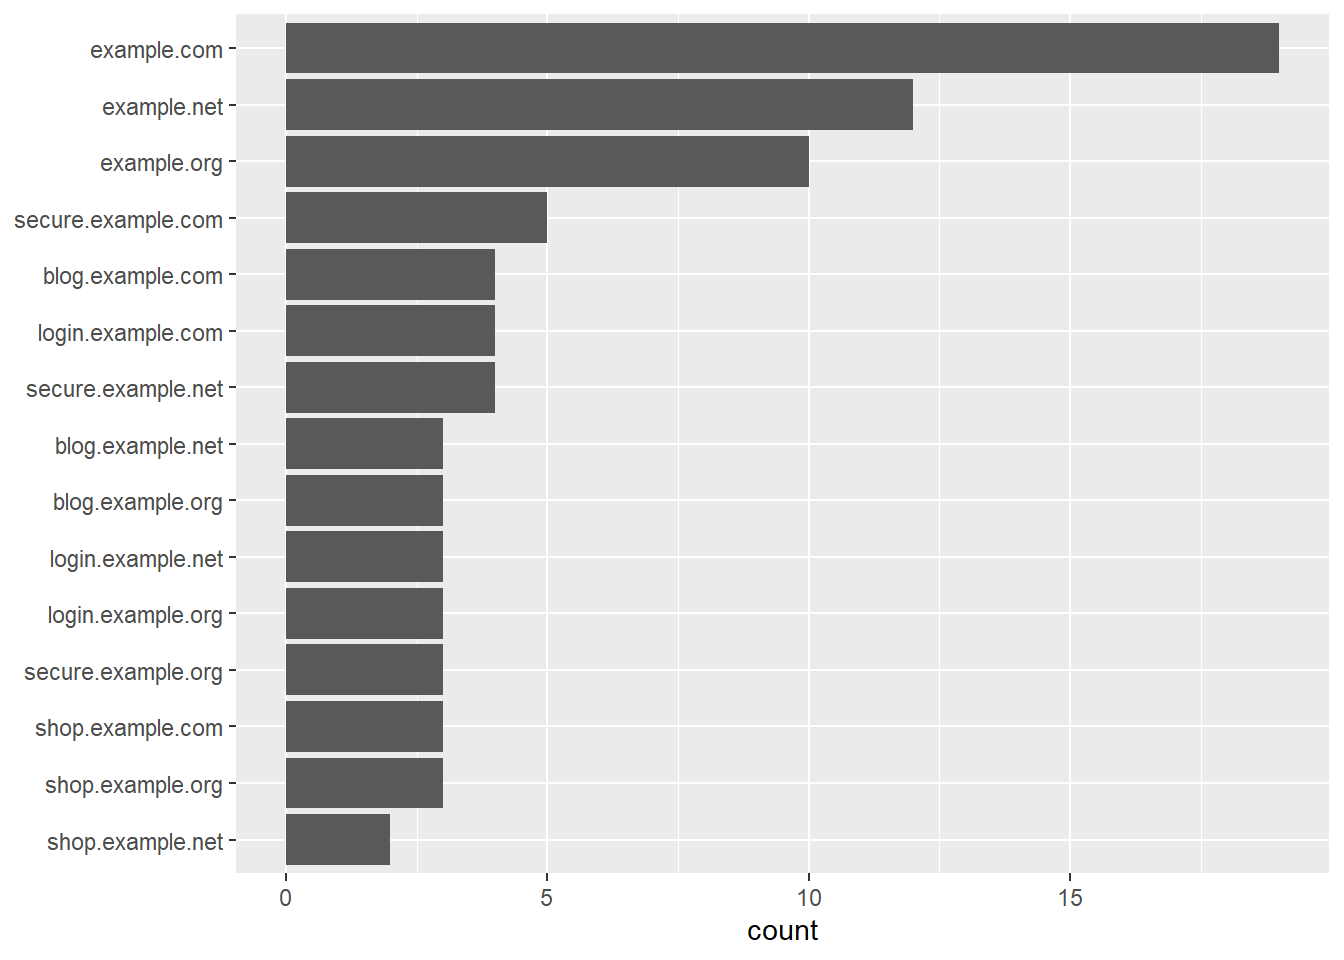 example.com
example.net
example.org
secure.example.com
blog.example.com
login.example.com
secure.example.net
blog.example.net
blog.example.org
login.example.net
login.example.org
secure.example.org
shop.example.com
shop.example.org
shop.example.net
0 5 10 15
count